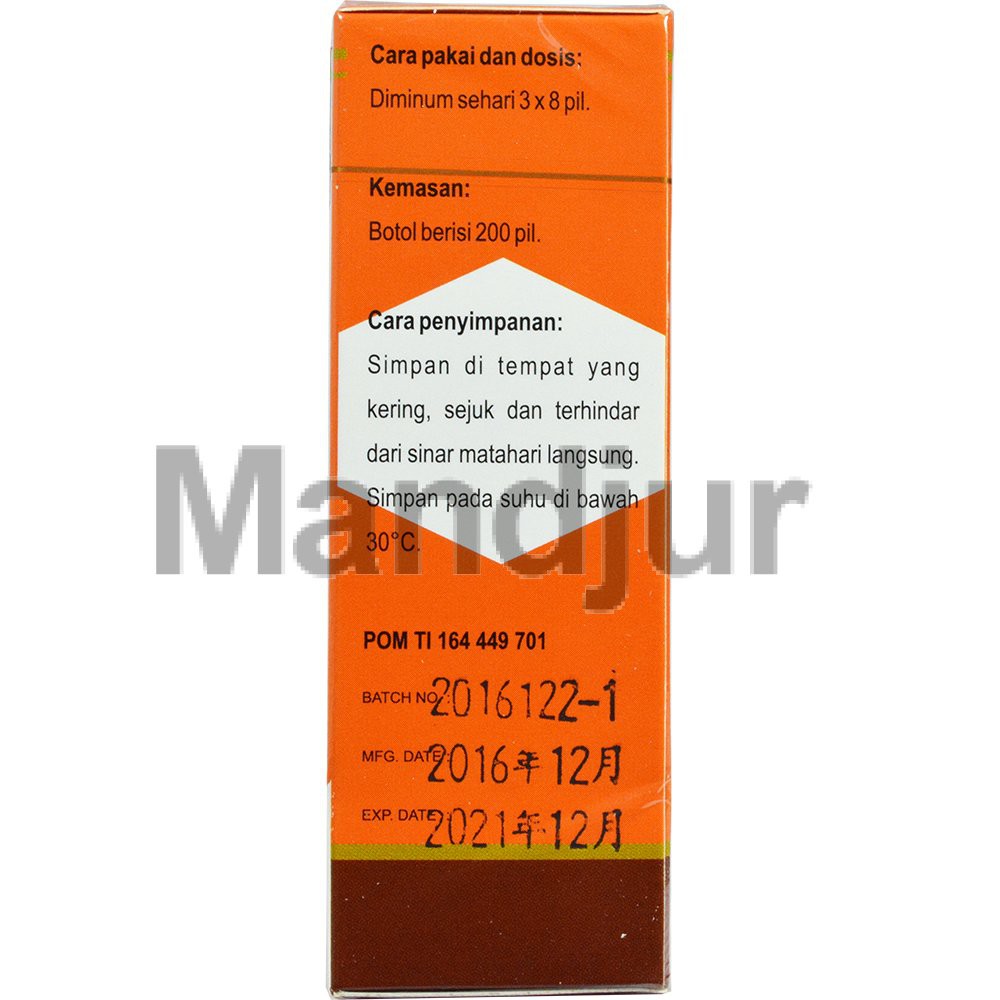 Cara pakai dan dosis:
Diminum sehari 3 x 8 pil.
Kemasan:
Botol berisi 200 pil.
Cara penyimpanan:
Simpan di tempat yang
kering, sejuk dan terhindar
dari sinar matahari langsung.
Simpan pada suhu di bawah
30°C.
Mandjur
POM TI 164 449 701
BATCH NO.: 2016122-1
MFG. DATE: 2016年12月
EXP. DATE: 2021年12月